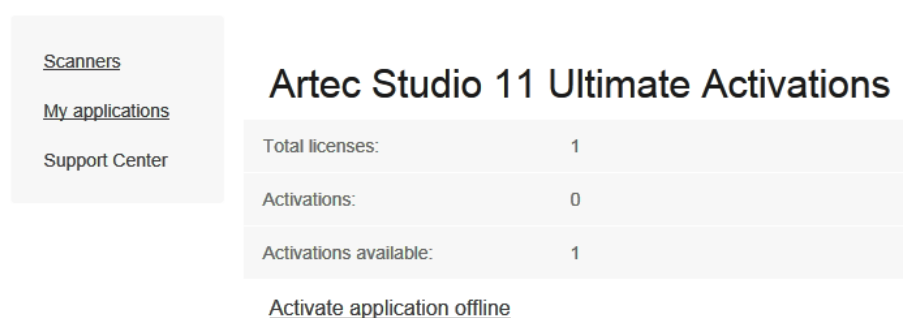 Scanners
My applications
Support Center
Artec Studio 11 Ultimate Activations
Total licenses: 1
Activations: 0
Activations available: 1
Activate application offline